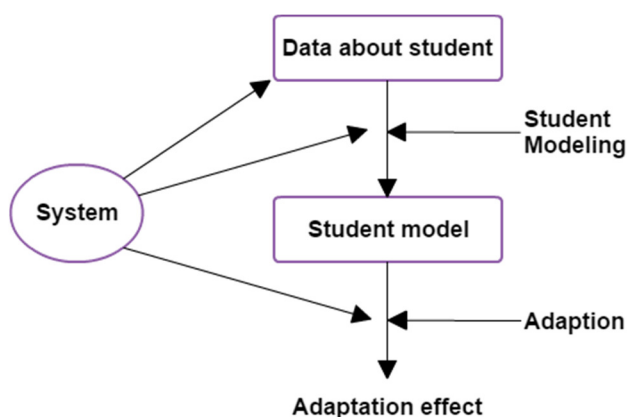 Data about student
Student
Modeling
System
Student model
Adaption
Adaptation effect